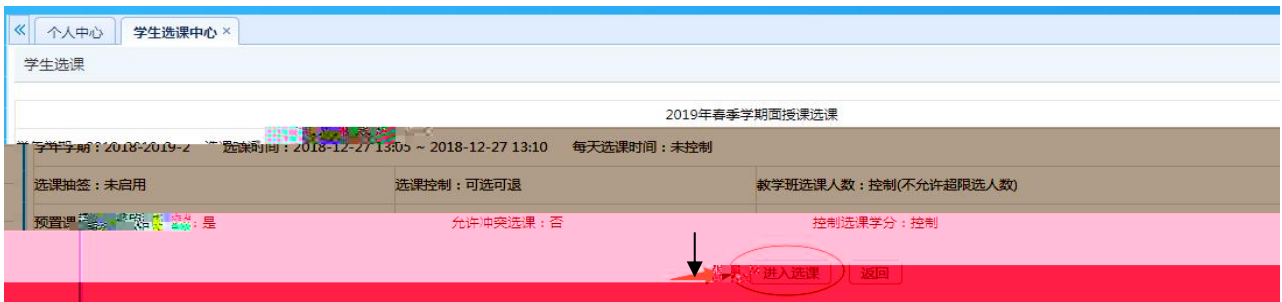 个人中心 学生选课中心 ×
学生选课
2019年春季学期面授课选课
学年学期：2018-2019-2 选课时间：2018-12-27 13:05 ~ 2018-12-27 13:10 每天选课时间：未控制
选课抽签：未启用 选课控制：可选可退 教学班选课人数：控制(不允许超限选人数)
预置课 ：是 允许冲突选课：否 控制选课学分：控制
进入选课 返回